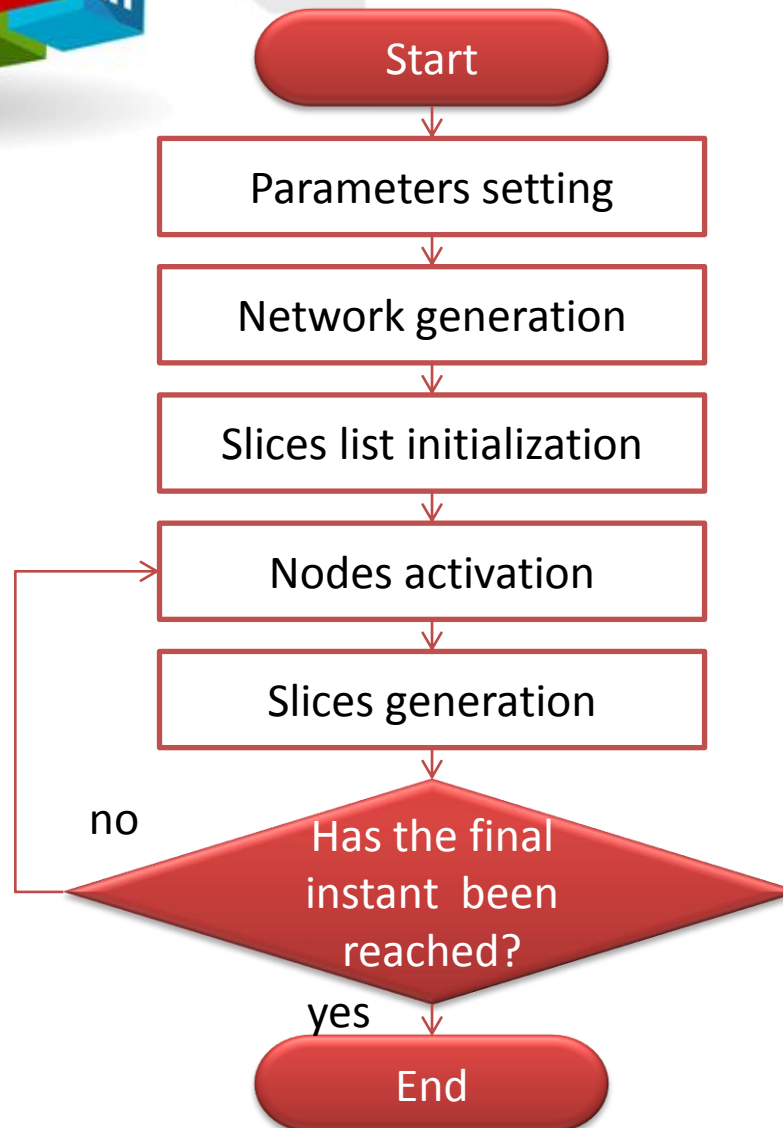 Start
Parameters setting
Network generation
Slices list initialization
Nodes activation
Slices generation
no
Has the final
instant been
reached?
yes
End